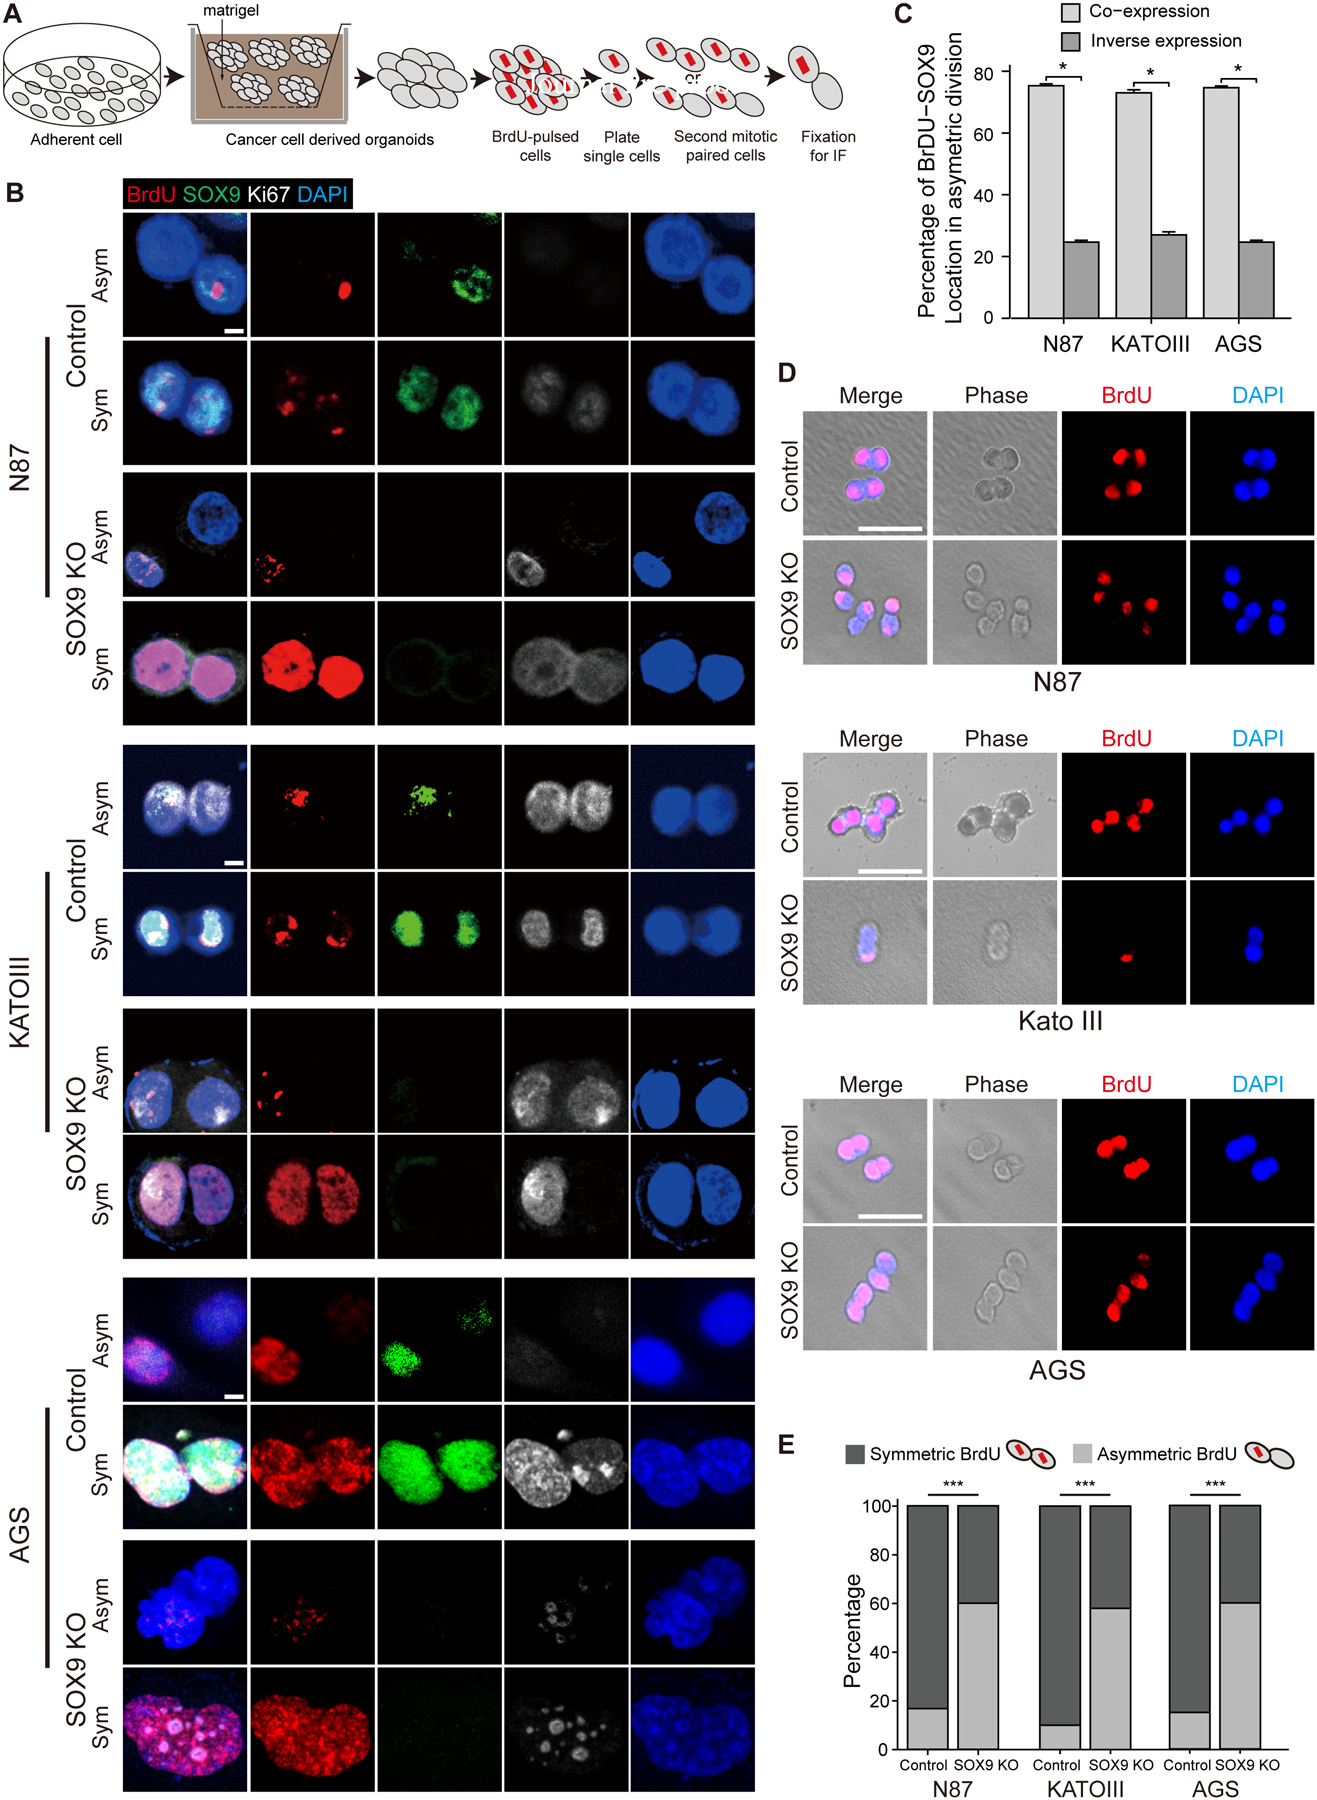 A
matrigel
Adherent cell
Cancer cell derived organoids
BrdU-pulsed
cells
Plate
single cells
or
Second mitotic
paired cells
Fixation
for IF
B
BrdU SOX9 Ki67 DAPI
N87
Control
Asym
Sym
SOX9 KO
Asym
Sym
KATOIII
Control
Asym
Sym
SOX9 KO
Asym
Sym
AGS
Control
Asym
Sym
SOX9 KO
Asym
Sym
C
Co-expression
Inverse expression
Percentage of BrDU-SOX9
Location in asymetric division
80
60
40
20
0
* * *
N87 KATOIII AGS
D
Merge Phase BrdU DAPI
Control
SOX9 KO
N87
Merge Phase BrdU DAPI
Control
SOX9 KO
Kato III
Merge Phase BrdU DAPI
Control
SOX9 KO
AGS
E
Symmetric BrdU Asymmetric BrdU
*** *** ***
Percentage
100
80
60
40
20
0
Control SOX9 KO Control SOX9 KO Control SOX9 KO
N87 KATOIII AGS